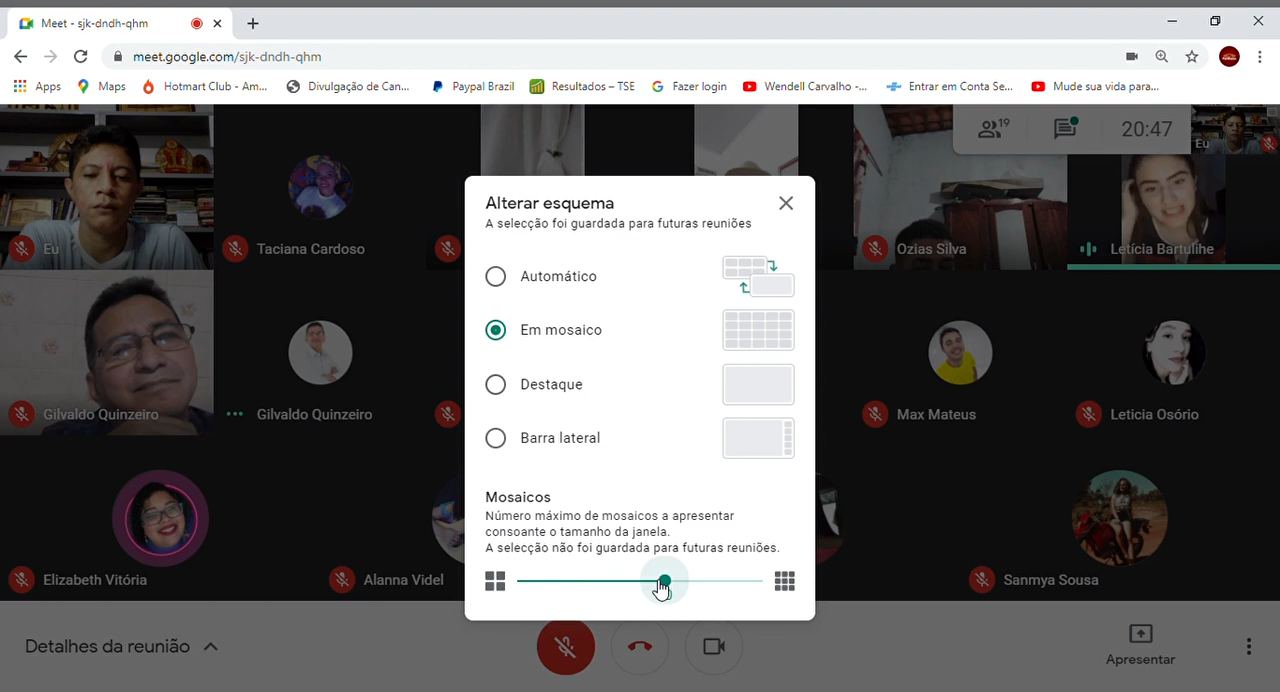 Meet - sjk-dndh-qhm
meet.google.com/sjk-dndh-qhm
Apps
Maps
Hotmart Club - Am...
Divulgação de Can...
Paypal Brazil
Resultados – TSE
Fazer login
Wendell Carvalho -...
Entrar em Conta Se...
Mude sua vida para...
19
20:47
Eu
Eu
Taciana Cardoso
Ozias Silva
Letícia Bartulihe
Gilvaldo Quinzeiro
Gilvaldo Quinzeiro
Max Mateus
Leticia Osório
Elizabeth Vitória
Alanna Videl
Sanmya Sousa
Alterar esquema
A selecção foi guardada para futuras reuniões
Automático
Em mosaico
Destaque
Barra lateral
Mosaicos
Número máximo de mosaicos a apresentar
consoante o tamanho da janela.
A selecção não foi guardada para futuras reuniões.
Detalhes da reunião
Apresentar